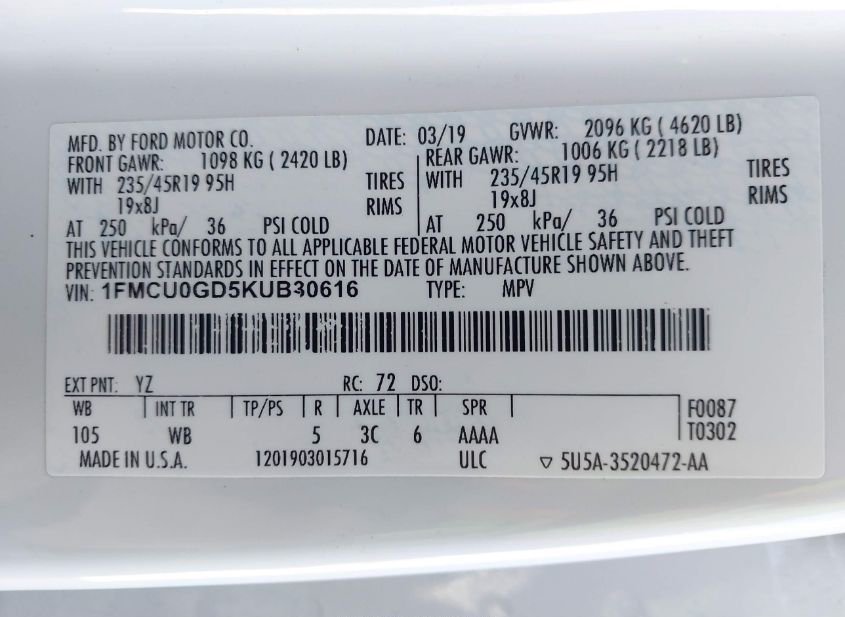 MFD. BY FORD MOTOR CO. DATE: 03/19 GVWR: 2096 KG ( 4620 LB)
FRONT GAWR: 1098 KG ( 2420 LB) REAR GAWR: 1006 KG ( 2218 LB)
WITH 235/45R19 95H TIRES WITH 235/45R19 95H TIRES
19x8J RIMS 19x8J RIMS
AT 250 kPa/ 36 PSI COLD AT 250 kPa/ 36 PSI COLD
THIS VEHICLE CONFORMS TO ALL APPLICABLE FEDERAL MOTOR VEHICLE SAFETY AND THEFT
PREVENTION STANDARDS IN EFFECT ON THE DATE OF MANUFACTURE SHOWN ABOVE.
VIN: 1FMCU0GD5KUB30616 TYPE: MPV
EXT PNT: YZ RC: 72 DSO:
WB INT TR TP/PS R AXLE TR SPR F0087
105 WB 5 3C 6 AAAA T0302
MADE IN U.S.A. 1201903015716 ULC ▽ 5U5A-3520472-AA